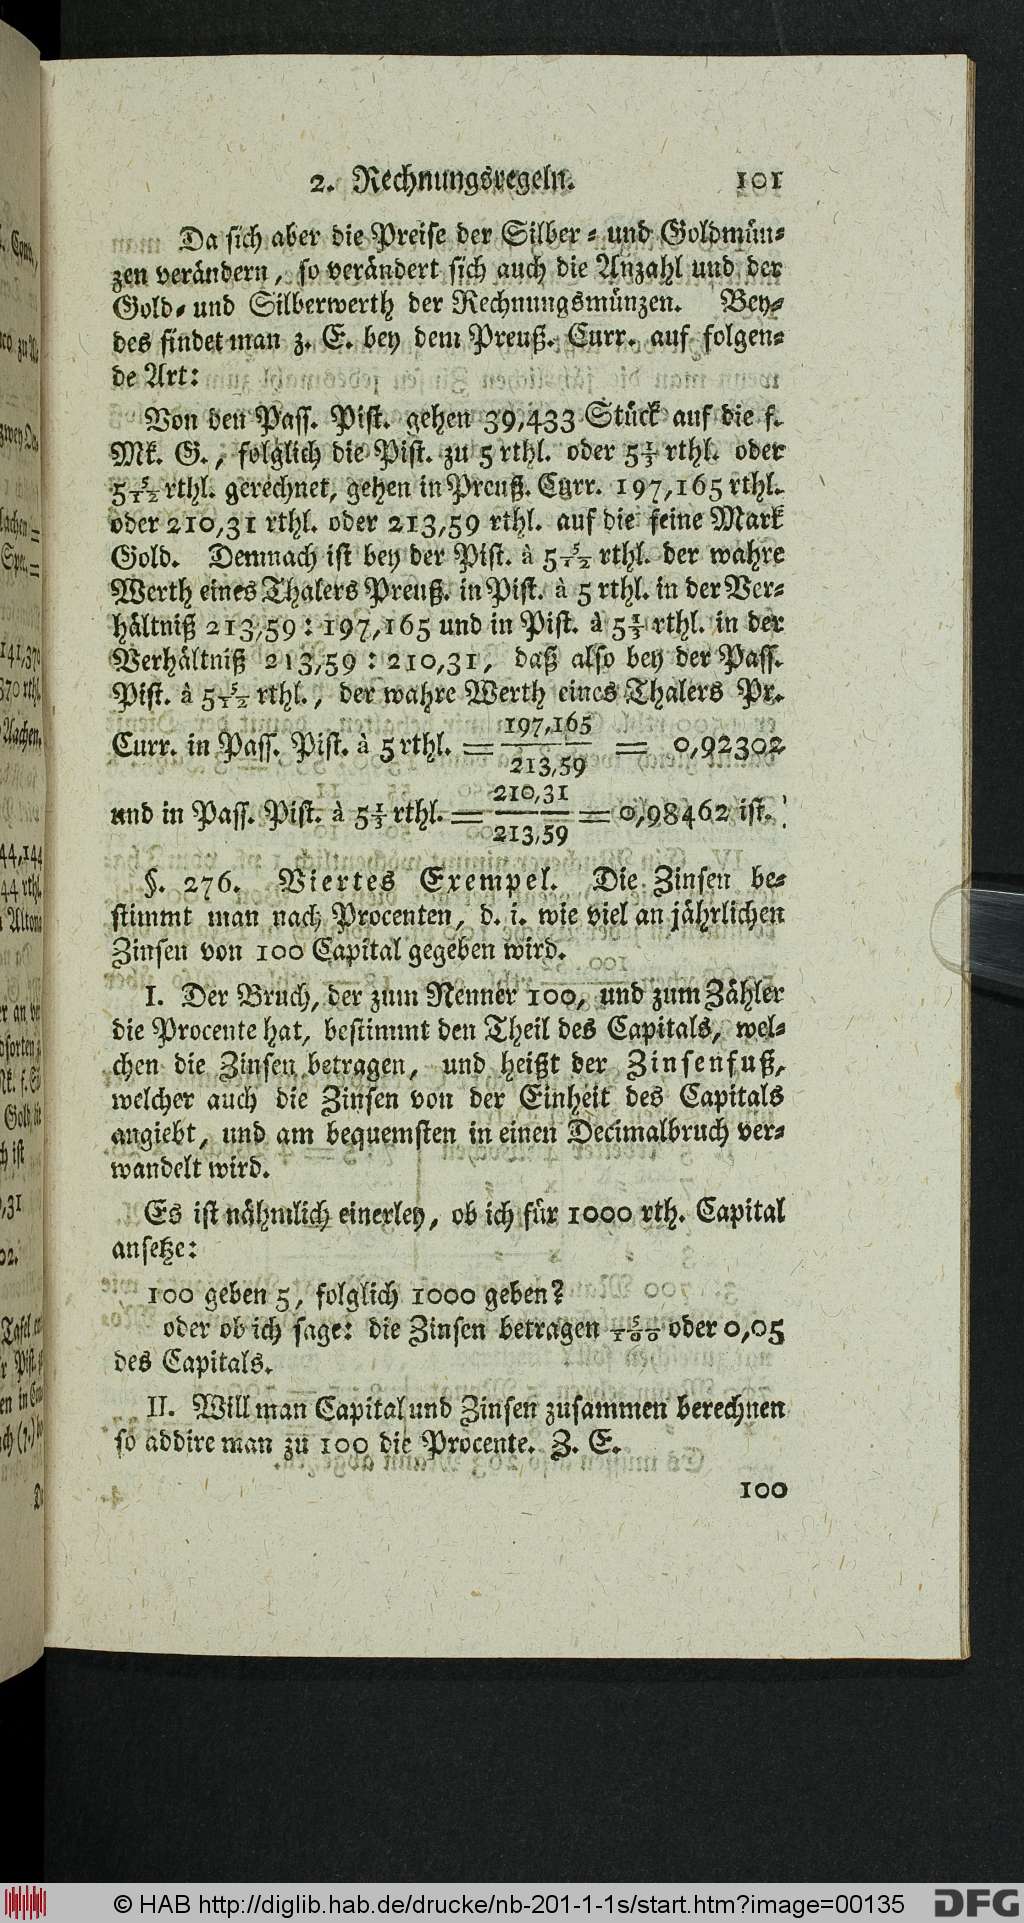 2. Rechnungsregeln. 101
Da sich aber die Preise der Silber- und Goldmün-
zen verändern, so verändert sich auch die Anzahl und der
Gold- und Silberwerth der Rechnungsmünzen. Bey-
des findet man z. E. bey dem Preuß. Curr. auf folgen-
de Art:
Von den Pass. Pist. gehen 39,433 Stück auf die f.
Mk. G., folglich die Pist. zu 5 rthl. oder 5 1/3 rthl. oder
5 5/12 rthl. gerechnet, gehen in Preuß. Curr. 197,165 rthl.
oder 210,31 rthl. oder 213,59 rthl. auf die feine Mark
Gold. Demnach ist bey der Pist. à 5 5/12 rthl. der wahre
Werth eines Thalers Preuß. in Pist. à 5 rthl. in der Ver-
hältniß 213,59 : 197,165 und in Pist. à 5 1/3 rthl. in der
Verhältniß 213,59 : 210,31, daß also bey der Pass.
Pist. à 5 5/12 rthl., der wahre Werth eines Thalers Pr.
Curr. in Pass. Pist. à 5 rthl. = 197,165/213,59 = 0,92302
und in Pass. Pist. à 5 1/3 rthl. = 210,31/213,59 = 0,98462 ist.
§. 276. Viertes Exempel. Die Zinsen be-
stimmt man nach Procenten, d. i. wie viel an jährlichen
Zinsen von 100 Capital gegeben wird.
I. Der Bruch, der zum Nenner 100, und zum Zähler
die Procente hat, bestimmt den Theil des Capitals, wel-
chen die Zinsen betragen, und heißt der Zinsenfuß,
welcher auch die Zinsen von der Einheit des Capitals
angiebt, und am bequemsten in einen Decimalbruch ver-
wandelt wird.
Es ist nähmlich einerley, ob ich für 1000 rth. Capital
ansetze:
100 geben 5, folglich 1000 geben?
oder ob ich sage: die Zinsen betragen 5/100 oder 0,05
des Capitals.
II. Will man Capital und Zinsen zusammen berechnen
so addire man zu 100 die Procente. Z. E.
100
© HAB http://diglib.hab.de/drucke/nb-201-1-1s/start.htm?image=00135
DFG